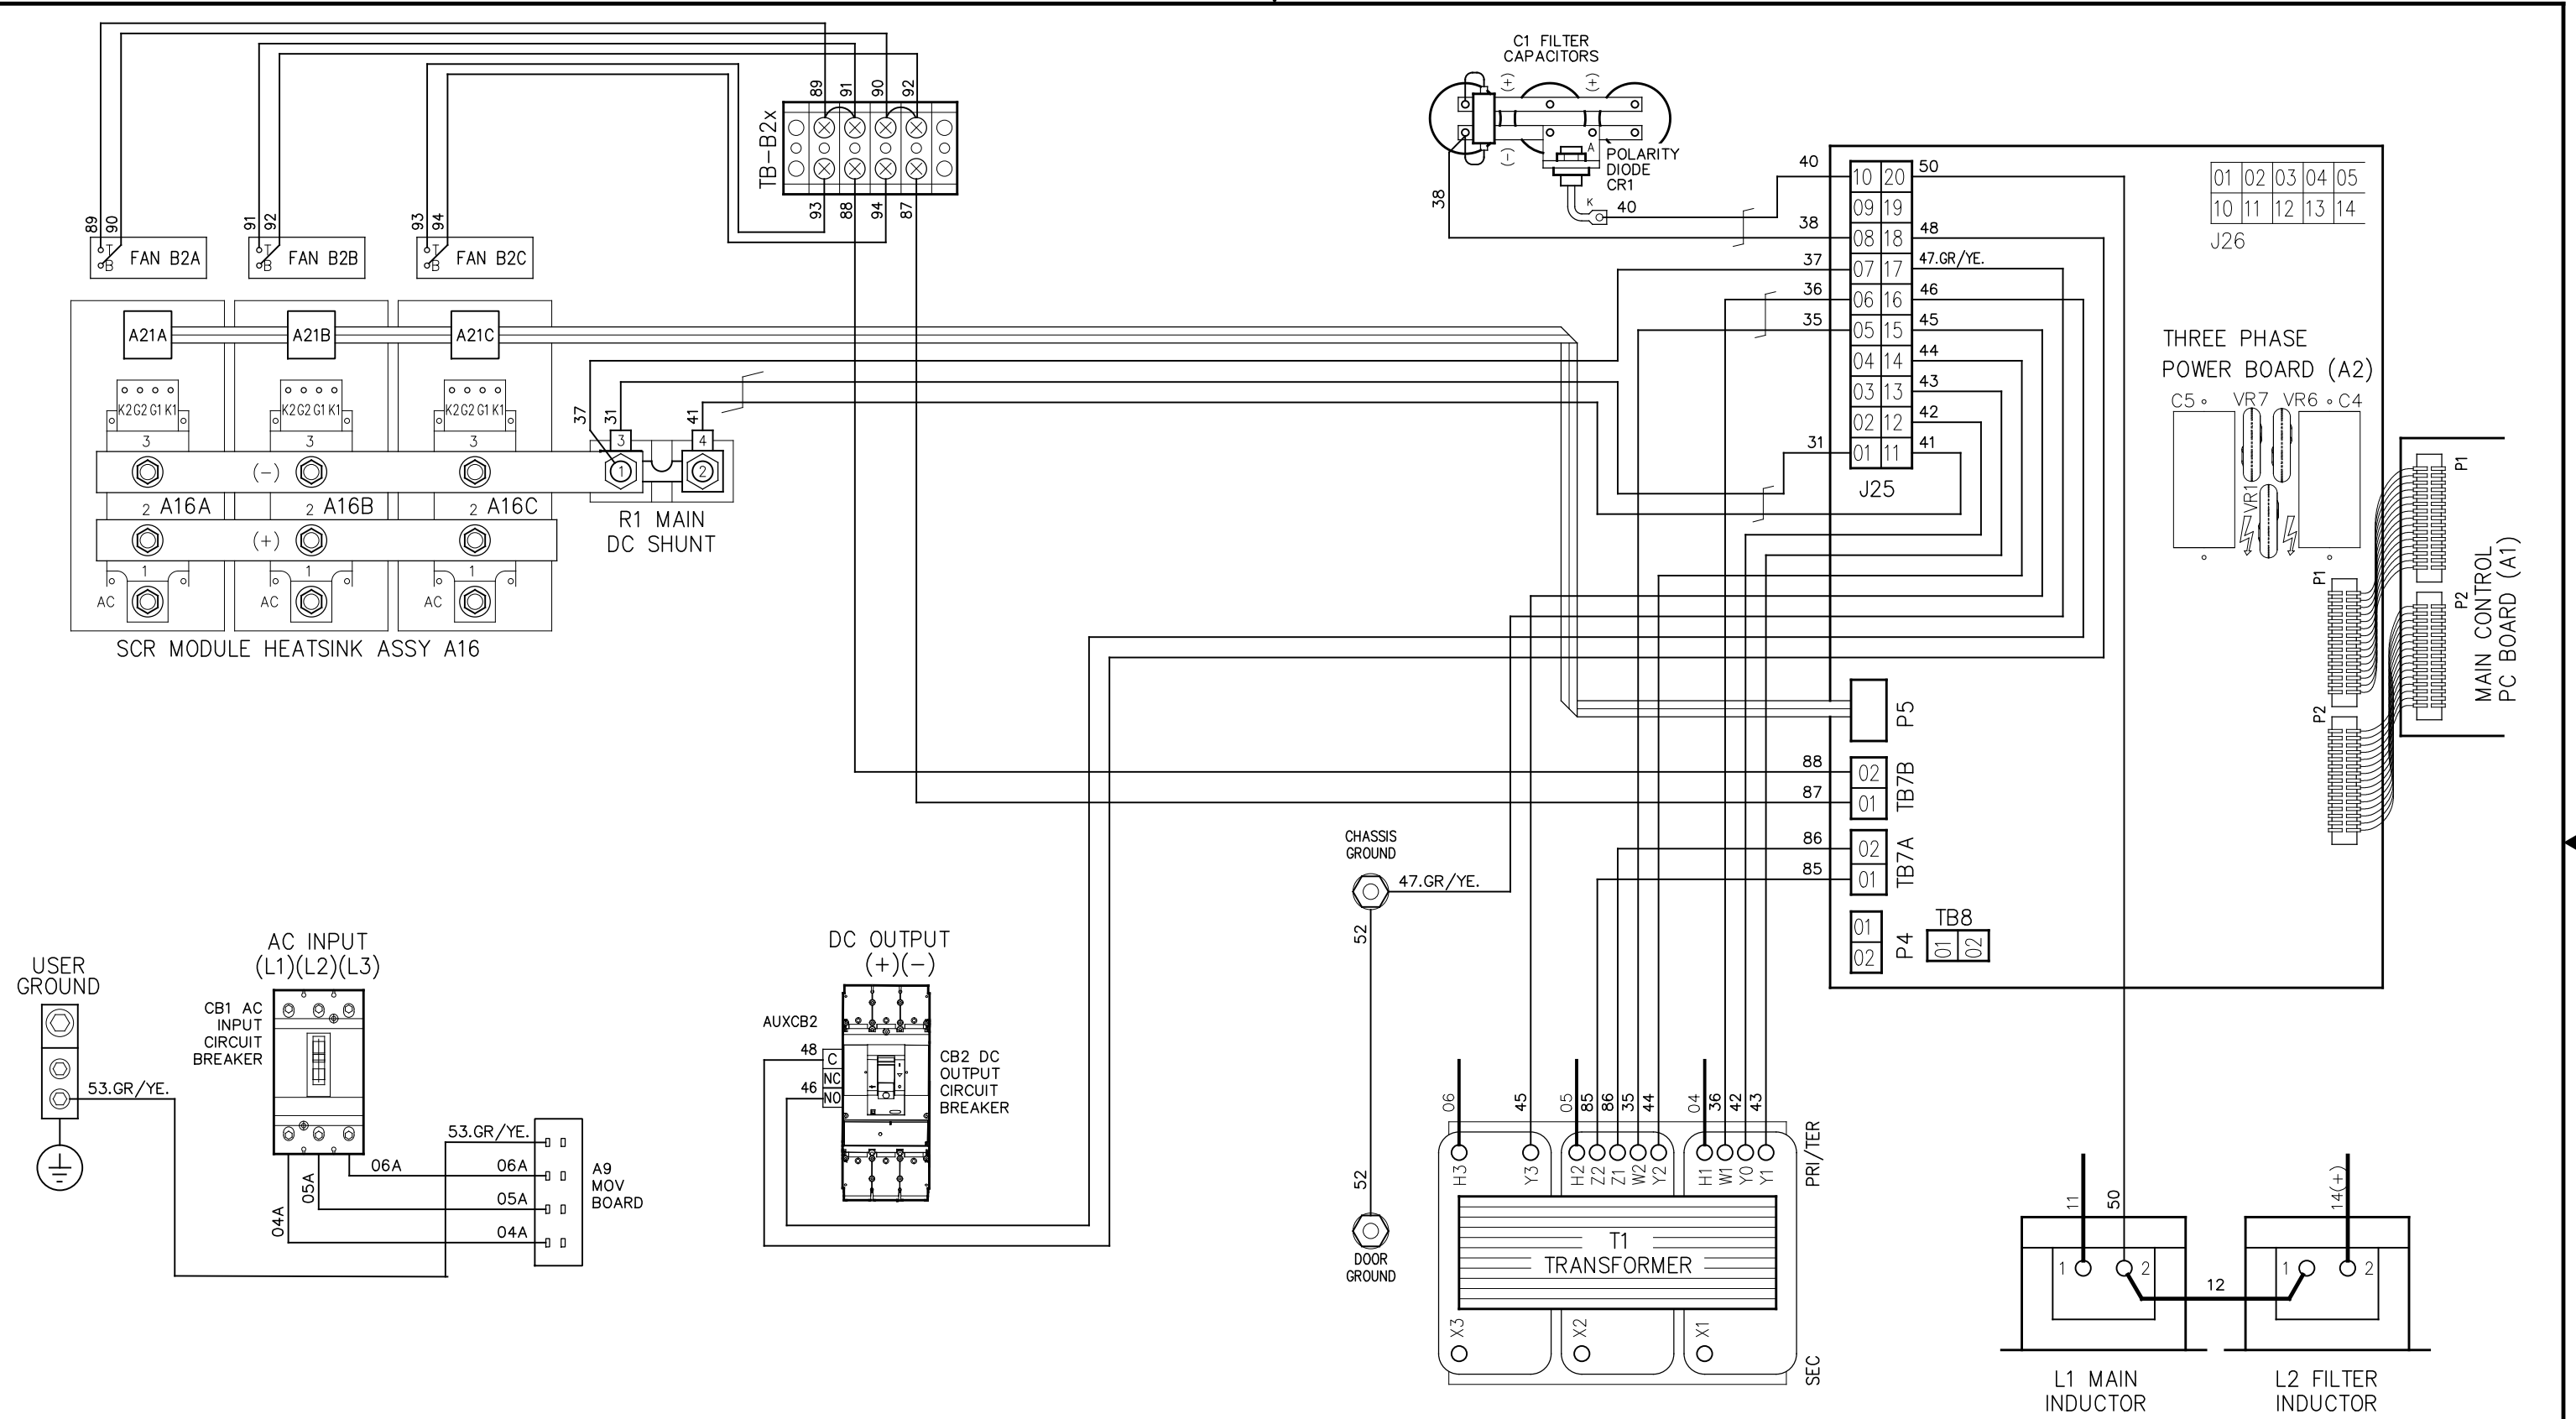 C1 FILTER
CAPACITORS
(+) (+)
(-)
A
POLARITY
DIODE
CR1
K
40
38
TB-B2x
89 91 90 92
93 88 94 87
89 90
T
B
FAN B2A
91 92
T
B
FAN B2B
93 94
T
B
FAN B2C
A21A
A21B
A21C
K2 G2 G1 K1
K2 G2 G1 K1
K2 G2 G1 K1
3
3
3
(-)
2 A16A
2 A16B
2 A16C
(+)
1
1
1
AC
AC
AC
SCR MODULE HEATSINK ASSY A16
37 31 41
3 4
1 2
R1 MAIN
DC SHUNT
40 10 20 50
09 19
38 08 18 48
37 07 17 47.GR/YE.
36 06 16 46
35 05 15 45
04 14 44
03 13 43
02 12 42
31 01 11 41
J25
01 02 03 04 05
10 11 12 13 14
J26
THREE PHASE
POWER BOARD (A2)
C5 VR7 VR6 C4
VR1
P1
P2
P1
P2
MAIN CONTROL
PC BOARD (A1)
P5
88 02
87 01
TB7B
86 02
85 01
TB7A
01
02
P4
TB8
01 02
CHASSIS
GROUND
47.GR/YE.
52
52
DOOR
GROUND
USER
GROUND
53.GR/YE.
AC INPUT
(L1)(L2)(L3)
CB1 AC
INPUT
CIRCUIT
BREAKER
04A
05A
06A
53.GR/YE.
06A
05A
04A
A9
MOV
BOARD
DC OUTPUT
(+)(-)
AUXCB2
48 C
NC
46 NO
CB2 DC
OUTPUT
CIRCUIT
BREAKER
06 45 05 85 86 35 44 04 36 42 43
H3 Y3 H2 Z2 Z1 W2 Y2 H1 W1 Y0 Y1
PRI/TER
T1
TRANSFORMER
X3 X2 X1
SEC
11 50
1 2
12
14(+)
1 2
L1 MAIN
INDUCTOR
L2 FILTER
INDUCTOR